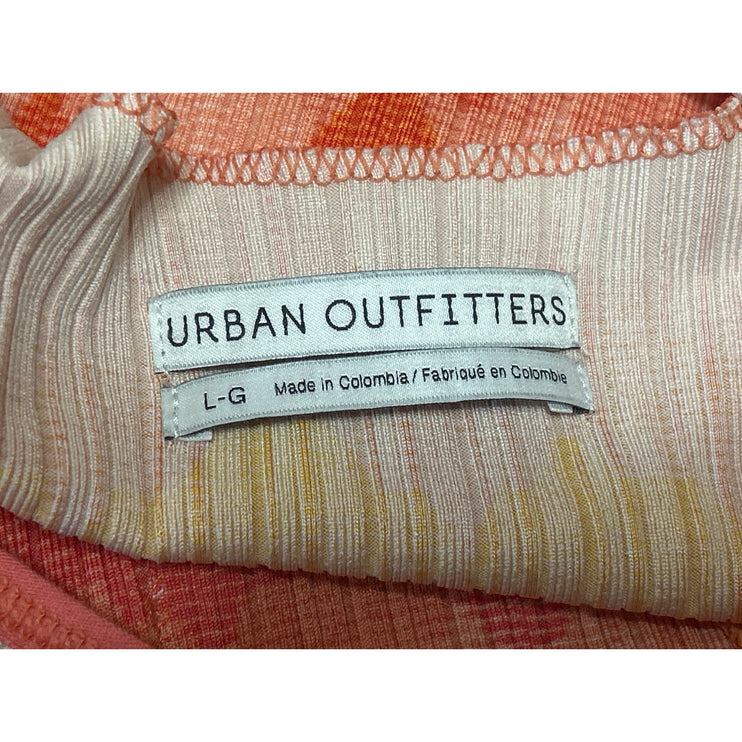 URBAN OUTFITTERS
L-G Made in Colombia / Fabriqué en Colombie